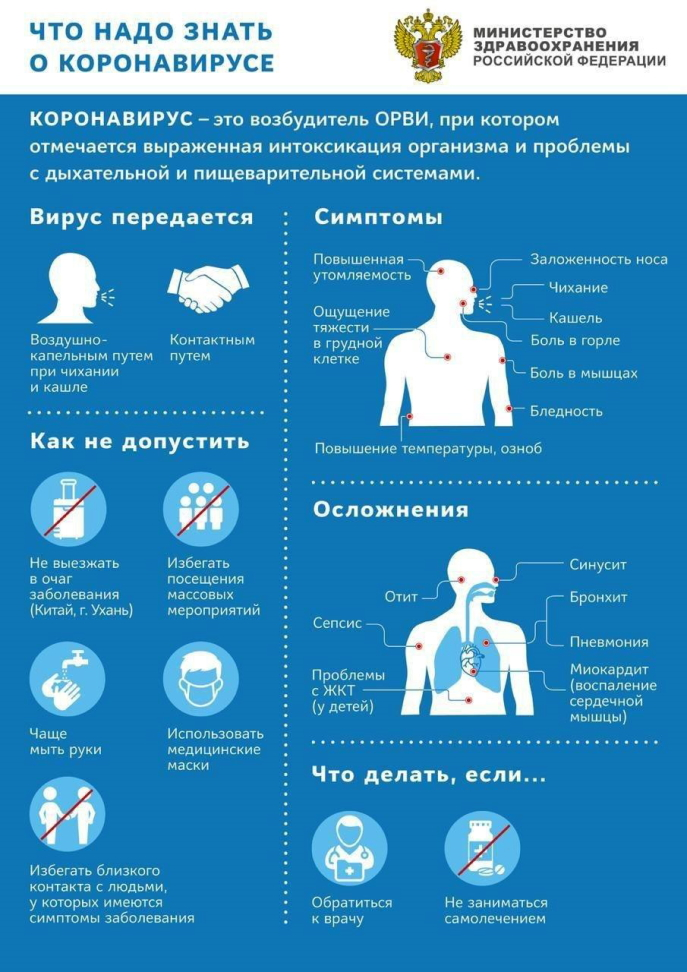 ЧТО НАДО ЗНАТЬ
О КОРОНАВИРУСЕ
МИНИСТЕРСТВО
ЗДРАВООХРАНЕНИЯ
РОССИЙСКОЙ ФЕДЕРАЦИИ
КОРОНАВИРУС – это возбудитель ОРВИ, при котором
отмечается выраженная интоксикация организма и проблемы
с дыхательной и пищеварительной системами.
Вирус передается
Воздушно-
капельным путем
при чихании
и кашле
Контактным
путем
Как не допустить
Не выезжать
в очаг
заболевания
(Китай, г. Ухань)
Избегать
посещения
массовых
мероприятий
Чаще
мыть руки
Использовать
медицинские
маски
Избегать близкого
контакта с людьми,
у которых имеются
симптомы заболевания
Симптомы
Повышенная
утомляемость
Ощущение
тяжести
в грудной
клетке
Заложенность носа
Чихание
Кашель
Боль в горле
Боль в мышцах
Бледность
Повышение температуры, озноб
Осложнения
Отит
Сепсис
Проблемы
с ЖКТ
(у детей)
Синусит
Бронхит
Пневмония
Миокардит
(воспаление
сердечной
мышцы)
Что делать, если...
Обратиться
к врачу
Не заниматься
самолечением